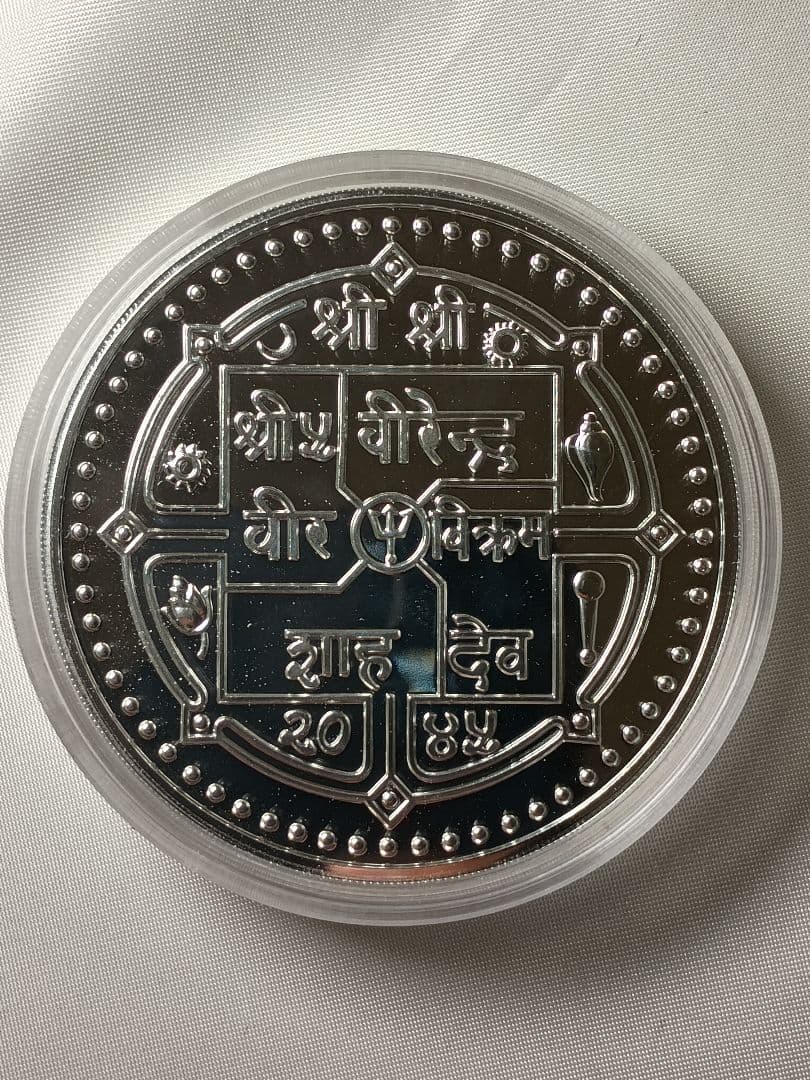 श्री श्री
श्री५ वीरेन्द्र
वीर विक्रम
शाह देव
२० ४५